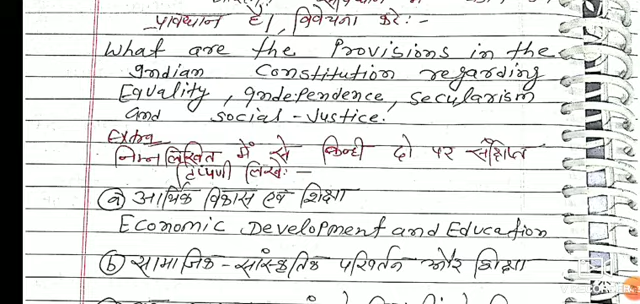 प्रावधान है।, विवेचना करे:-
What are the Provisions in the
Indian Constitution regarding
Equality, Independence, Secularism
and Social-Justice.
Extra
निम्नलिखित में से किन्ही दो पर संक्षिप्त
टिप्पणी लिखे:-
(a) आर्थिक विकास एवं शिक्षा
Economic Development and Education
(b) सामाजिक-सांस्कृतिक परिवर्तन और शिक्षा